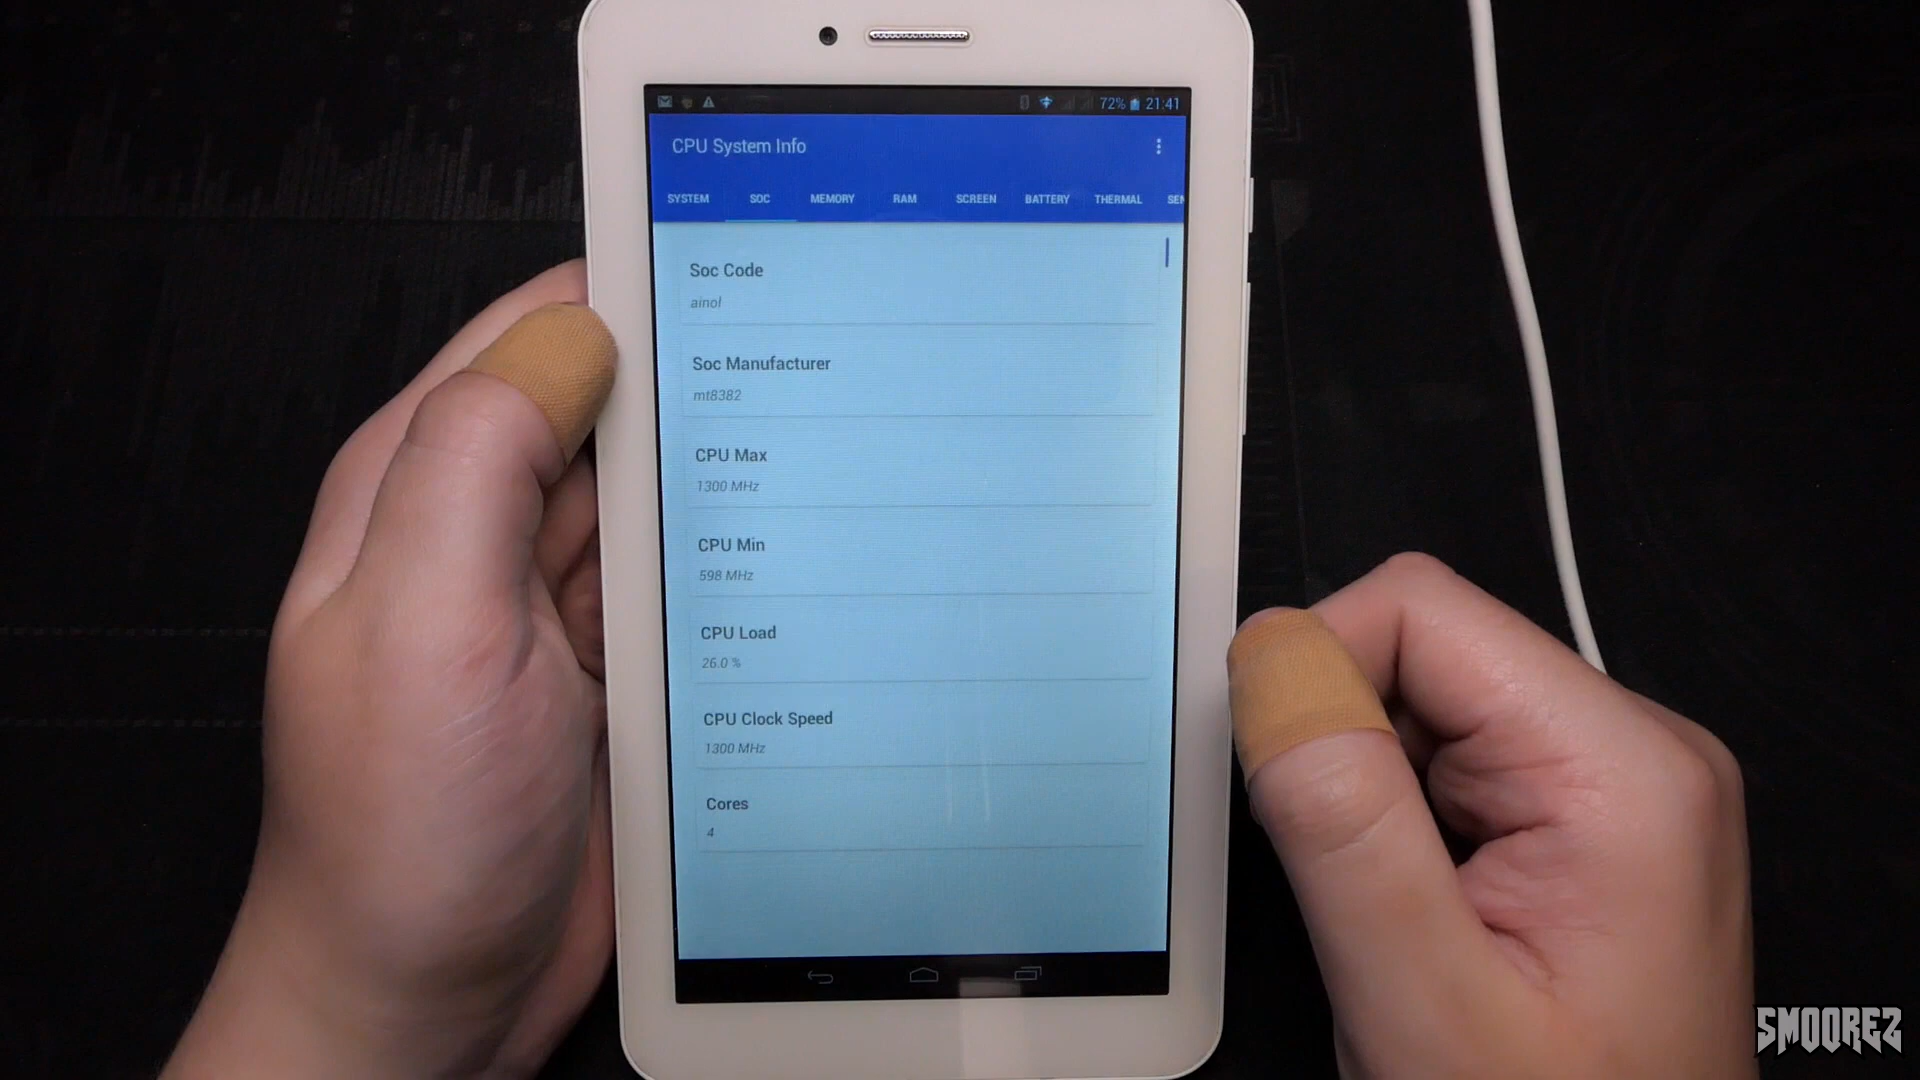 72% 21:41
CPU System Info
SYSTEM SOC MEMORY RAM SCREEN BATTERY THERMAL SEN
Soc Code
ainol
Soc Manufacturer
mt8382
CPU Max
1300 MHz
CPU Min
598 MHz
CPU Load
26.0 %
CPU Clock Speed
1300 MHz
Cores
4
SMOOREZ